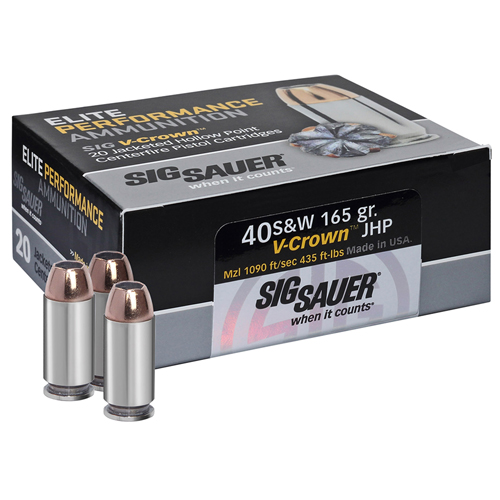 ELITE
PERFORMANCE
AMMUNITION
SIG V-Crown™
20 Jacketed Hollow Point
Centerfire Pistol Cartridges
SIG SAUER®
when it counts™
ELITE PERFORMANCE
AMMUNITION
20
40S&W 165 gr.
V-Crown™ JHP
Mzl 1090 ft/sec 435 ft-lbs Made in USA.
SIG SAUER®
when it counts®